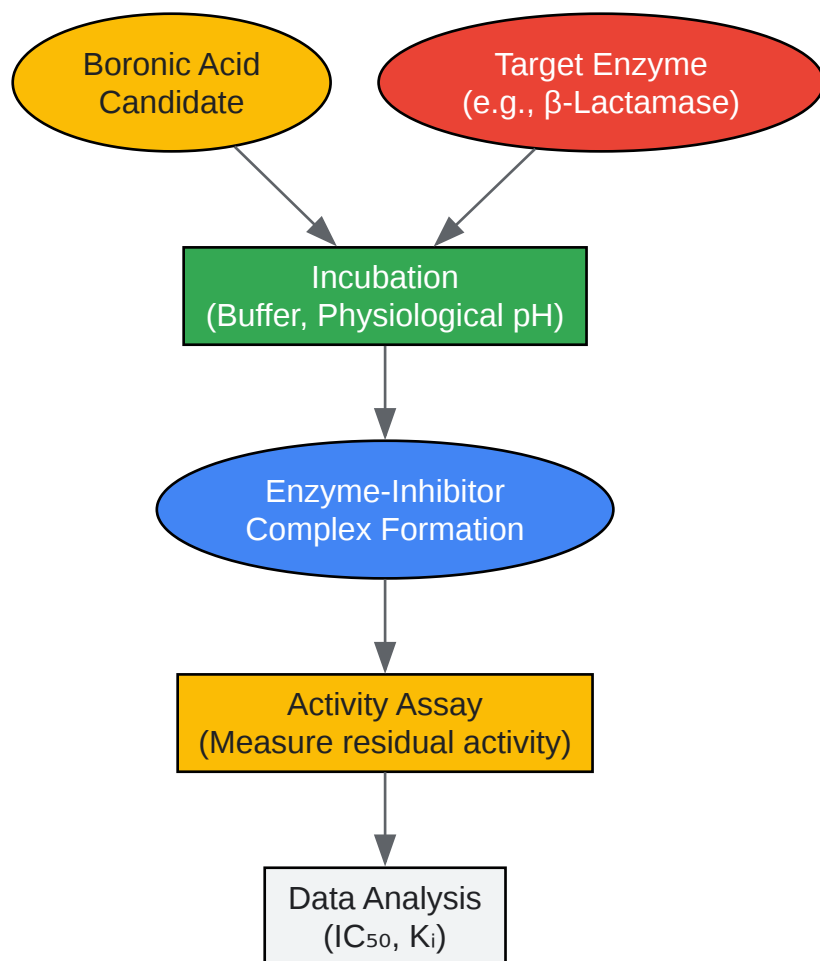 Boronic Acid
Candidate
Target Enzyme
(e.g., β-Lactamase)
Incubation
(Buffer, Physiological pH)
Enzyme-Inhibitor
Complex Formation
Activity Assay
(Measure residual activity)
Data Analysis
(IC₅₀, Kᵢ)